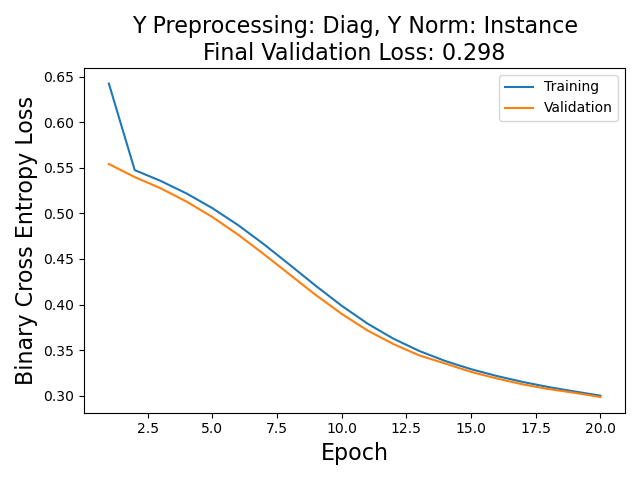 Y Preprocessing: Diag, Y Norm: Instance
Final Validation Loss: 0.298
Training
Validation
Binary Cross Entropy Loss
0.65
0.60
0.55
0.50
0.45
0.40
0.35
0.30
2.5
5.0
7.5
10.0
12.5
15.0
17.5
20.0
Epoch